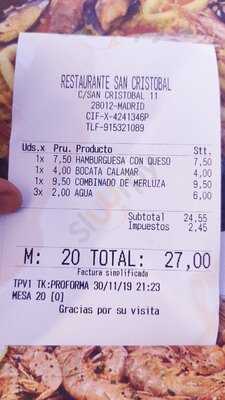 RESTAURANTE SAN CRISTOBAL
C/SAN CRISTOBAL 11
28012-MADRID
CIF-X-4241346P
TLF-915321089
Uds.x Pru. Producto Stt.
1x 7,50 HAMBURGUESA CON QUESO 7,50
1x 4,00 BOCATA CALAMAR 4,00
1x 9,50 COMBINADO DE MERLUZA 9,50
3x 2,00 AGUA 6,00
Subtotal 24.55
Impuestos 2.45
M: 20 TOTAL: 27,00
Factura simplificada
TPV1 TK:PROFORMA 30/11/19 21:23
MESA 20 [0]
Gracias por su visita